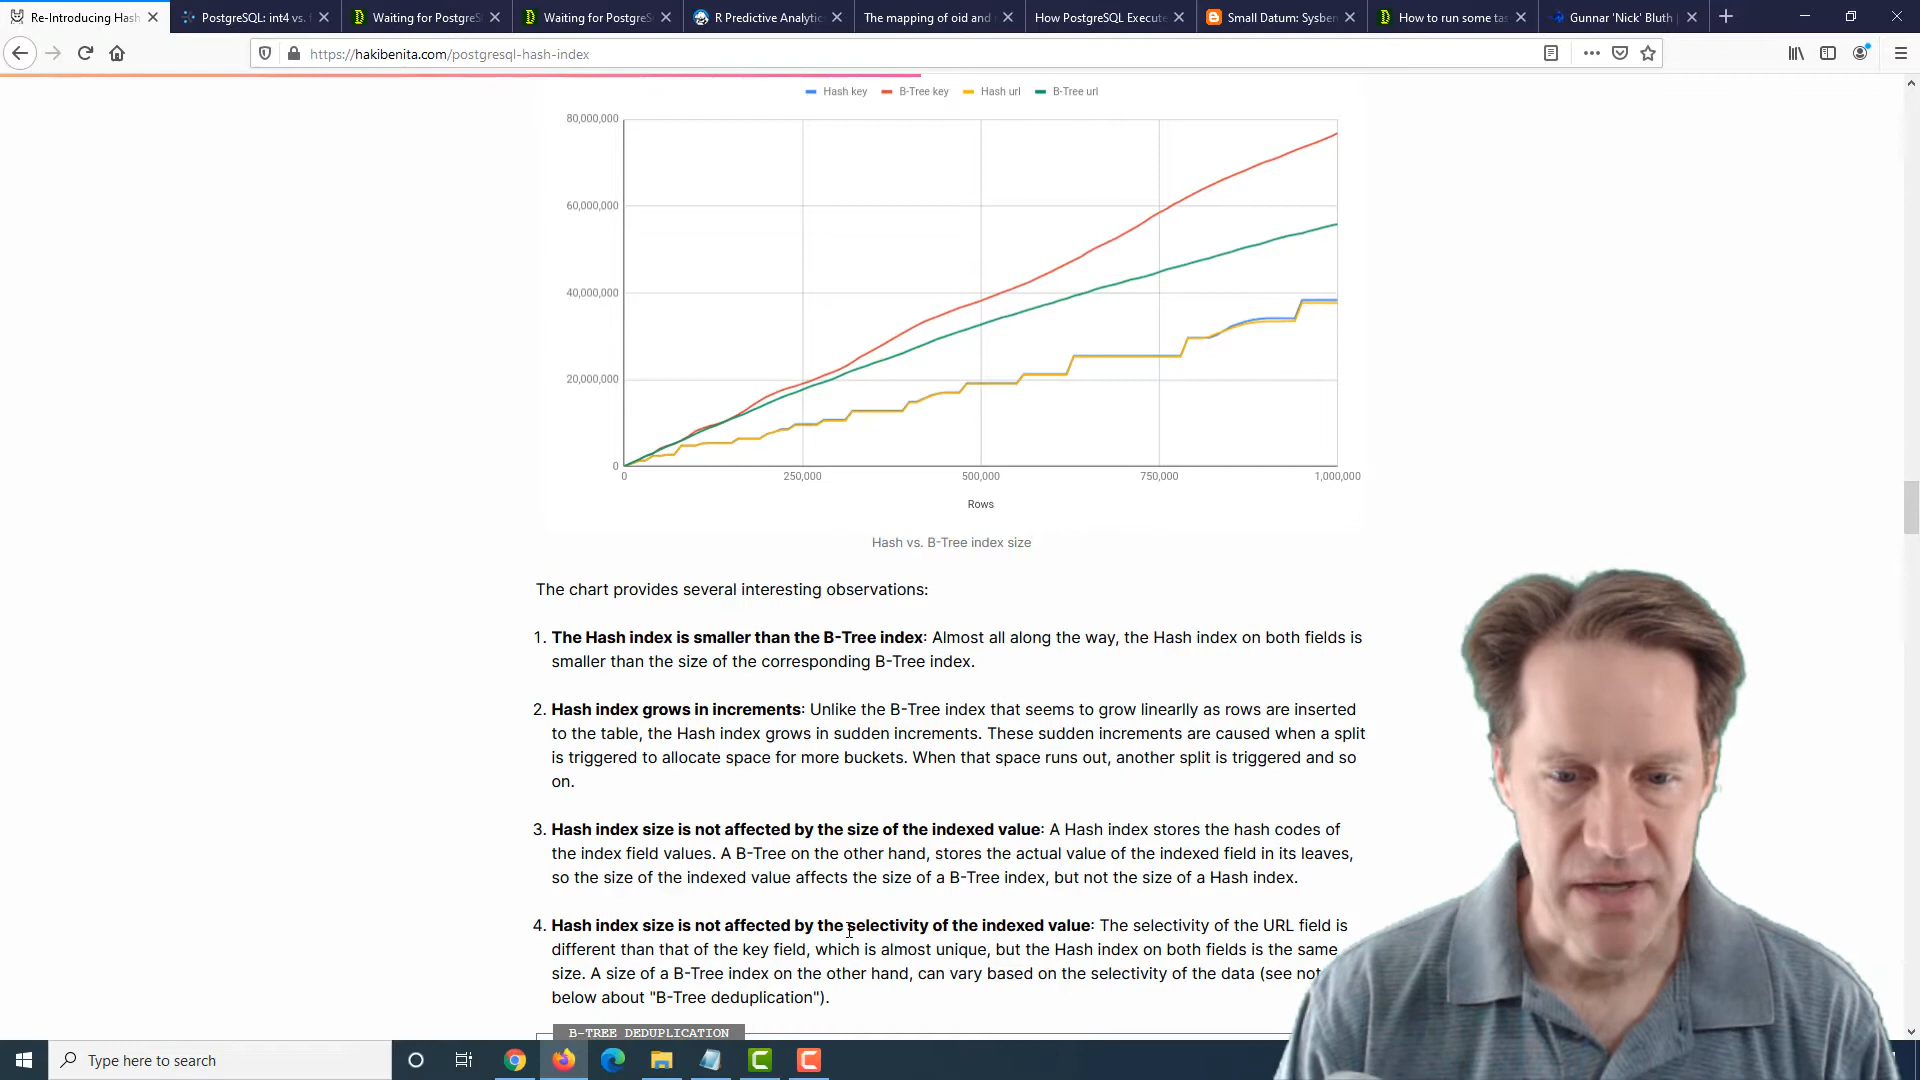 Re-Introducing Hash
PostgreSQL: int4 vs.
Waiting for PostgreS
Waiting for PostgreS
R Predictive Analytic
The mapping of oid and
How PostgreSQL Execute
Small Datum: Sysben
How to run some tas
Gunnar 'Nick' Bluth
https://hakibenita.com/postgresql-hash-index
Hash key
B-Tree key
Hash url
B-Tree url
80,000,000
60,000,000
40,000,000
20,000,000
0
0
250,000
500,000
750,000
1,000,000
Rows
Hash vs. B-Tree index size
The chart provides several interesting observations:
1. The Hash index is smaller than the B-Tree index: Almost all along the way, the Hash index on both fields is
smaller than the size of the corresponding B-Tree index.
2. Hash index grows in increments: Unlike the B-Tree index that seems to grow linearlly as rows are inserted
to the table, the Hash index grows in sudden increments. These sudden increments are caused when a split
is triggered to allocate space for more buckets. When that space runs out, another split is triggered and so
on.
3. Hash index size is not affected by the size of the indexed value: A Hash index stores the hash codes of
the index field values. A B-Tree on the other hand, stores the actual value of the indexed field in its leaves,
so the size of the indexed value affects the size of a B-Tree index, but not the size of a Hash index.
4. Hash index size is not affected by the selectivity of the indexed value: The selectivity of the URL field is
different than that of the key field, which is almost unique, but the Hash index on both fields is the same
size. A size of a B-Tree index on the other hand, can vary based on the selectivity of the data (see not
below about "B-Tree deduplication").
B-TREE DEDUPLICATION
Type here to search